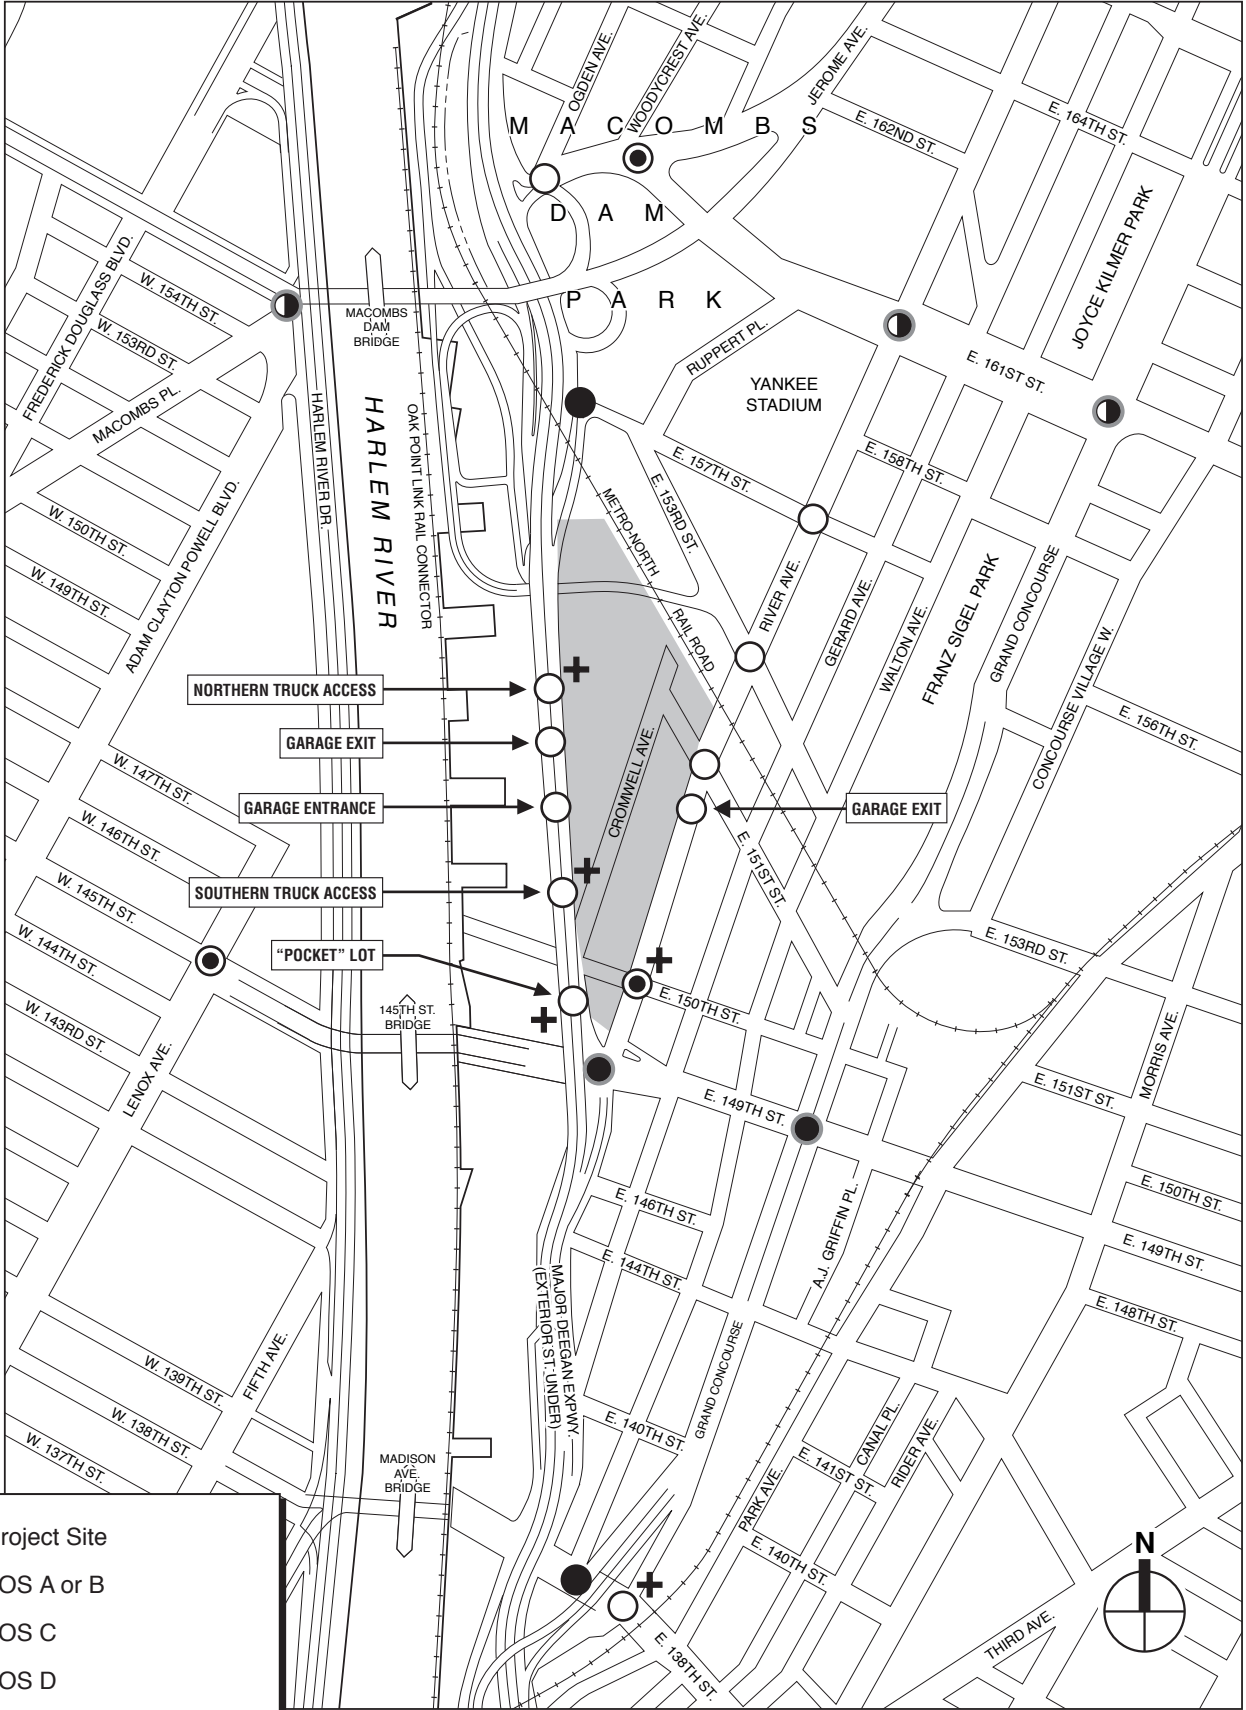 OGDEN AVE.
WOODYCREST AVE.
JEROME AVE.
E. 162ND ST.
E. 164TH ST.
MACOMBS
DAM
PARK
JOYCE KILMER PARK
FREDERICK DOUGLASS BLVD.
W. 154TH ST.
W. 153RD ST.
MACOMBS PL.
MACOMBS
DAM
BRIDGE
RUPPERT PL.
YANKEE
STADIUM
E. 161ST ST.
HARLEM RIVER DR.
HARLEM RIVER
OAK POINT LINK RAIL CONNECTOR
E. 157TH ST.
E. 158TH ST.
E. 153RD ST.
METRO-NORTH
RAIL ROAD
W. 150TH ST.
W. 149TH ST.
ADAM CLAYTON POWELL BLVD.
RIVER AVE.
GERARD AVE.
WALTON AVE.
FRANZ SIGEL PARK
GRAND CONCOURSE
CONCOURSE VILLAGE W.
E. 156TH ST.
NORTHERN TRUCK ACCESS
GARAGE EXIT
GARAGE ENTRANCE
CROMWELL AVE.
GARAGE EXIT
W. 147TH ST.
W. 146TH ST.
W. 145TH ST.
W. 144TH ST.
W. 143RD ST.
SOUTHERN TRUCK ACCESS
E. 151ST ST.
"POCKET" LOT
E. 153RD ST.
145TH ST.
BRIDGE
E. 150TH ST.
LENOX AVE.
MORRIS AVE.
E. 151ST ST.
E. 149TH ST.
E. 146TH ST.
E. 144TH ST.
A.J. GRIFFIN PL.
E. 150TH ST.
E. 149TH ST.
E. 148TH ST.
MAJOR DEEGAN EXPWY.
(EXTERIOR ST. UNDER)
GRAND CONCOURSE
W. 139TH ST.
FIFTH AVE.
W. 138TH ST.
W. 137TH ST.
MADISON
AVE.
BRIDGE
E. 140TH ST.
CANAL PL.
RIDER AVE.
E. 141ST ST.
PARK AVE.
E. 140TH ST.
E. 138TH ST.
THIRD AVE.
N
roject Site
OS A or B
OS C
OS D